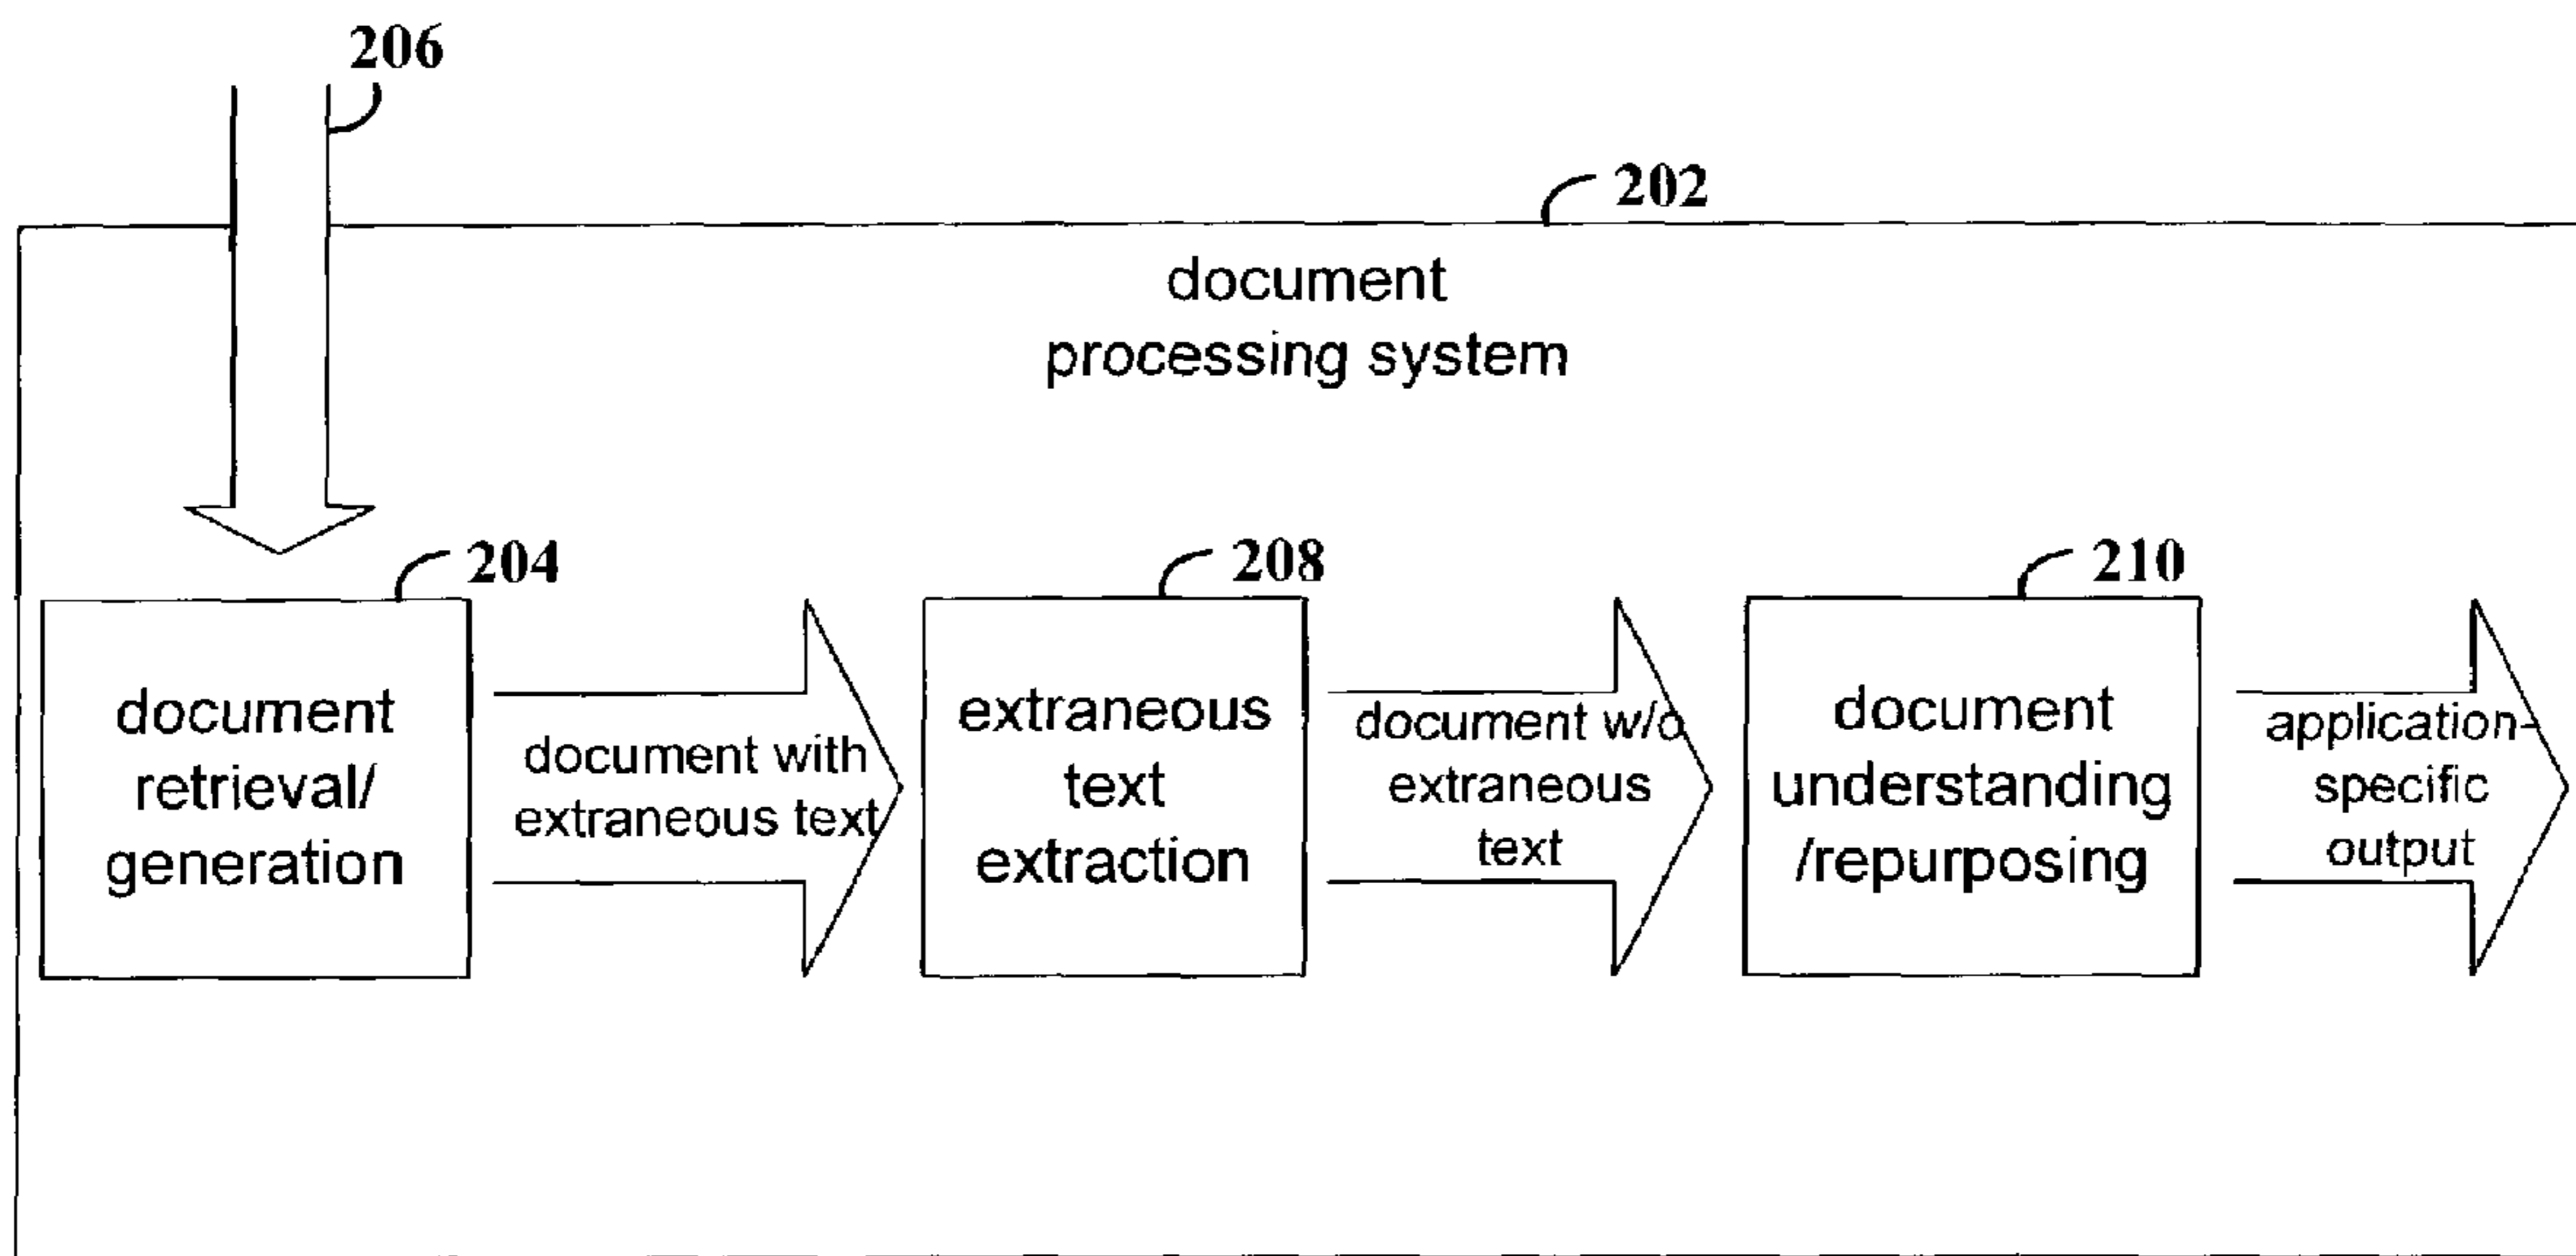 206
202
document
processing system
204
208
210
document
retrieval/
generation
document with
extraneous text
extraneous
text
extraction
document w/o
extraneous
text
document
understanding
/repurposing
application-
specific
output